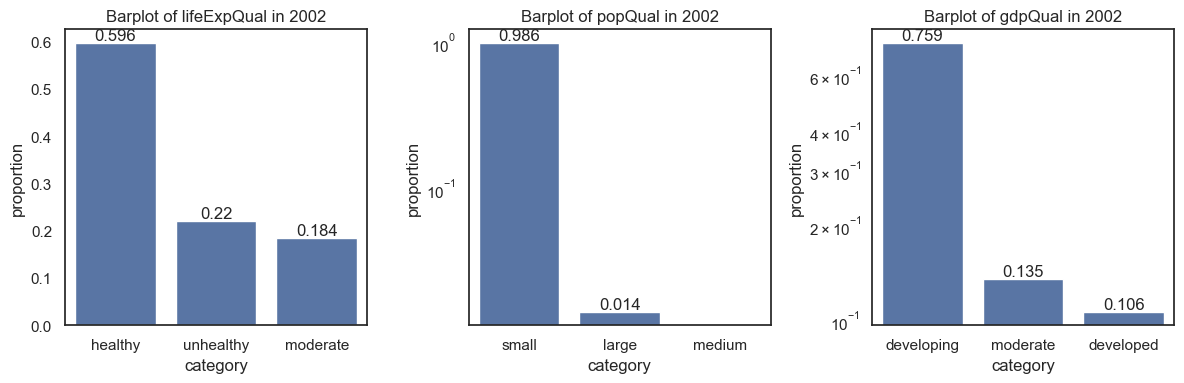 Barplot of lifeExpQual in 2002
0.6
0.5
0.4
0.3
0.2
0.1
0.0
proportion
0.596
0.22
0.184
healthy unhealthy moderate
category
Barplot of popQual in 2002
10⁰
10⁻¹
proportion
0.986
0.014
small large medium
category
Barplot of gdpQual in 2002
6 × 10⁻¹
4 × 10⁻¹
3 × 10⁻¹
2 × 10⁻¹
10⁻¹
proportion
0.759
0.135
0.106
developing moderate developed
category